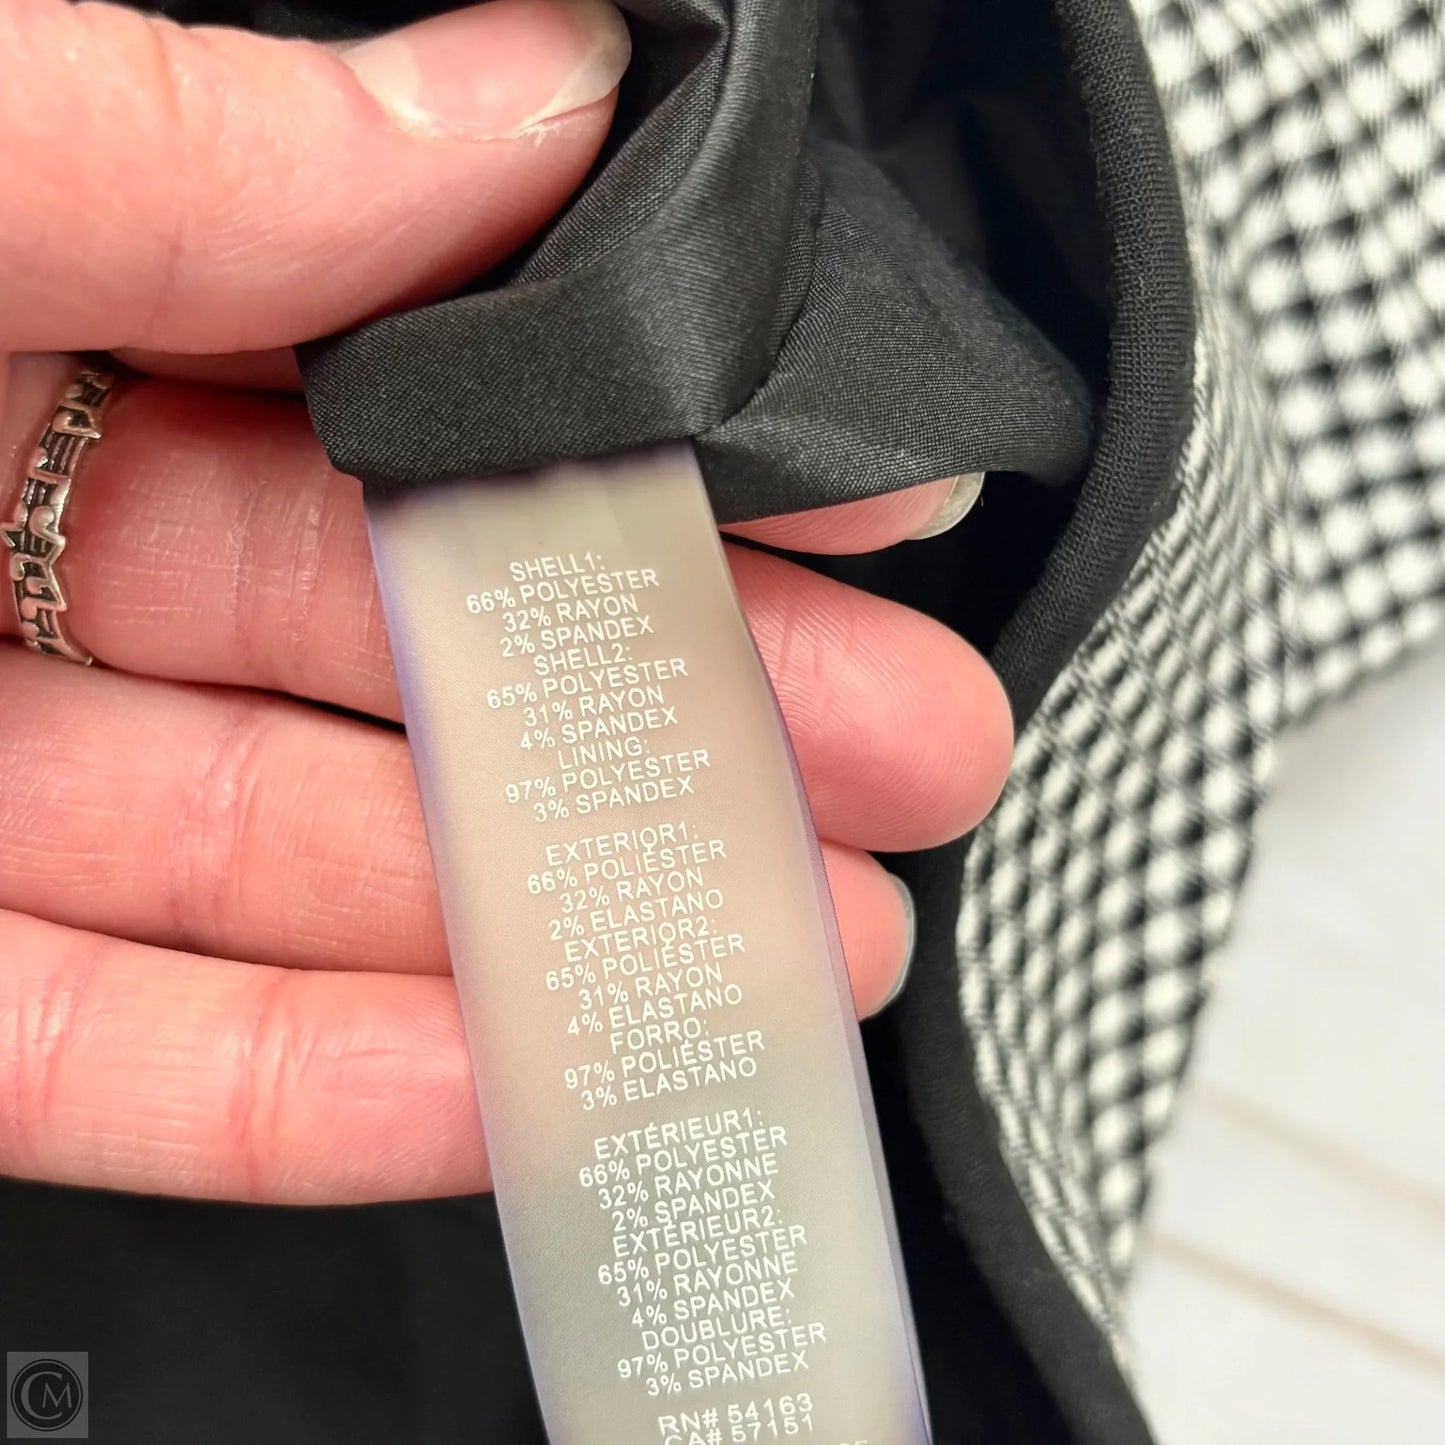 SHELL1:
66% POLYESTER
32% RAYON
2% SPANDEX
SHELL2:
65% POLYESTER
31% RAYON
4% SPANDEX
LINING:
97% POLYESTER
3% SPANDEX
EXTERIOR1:
66% POLIÉSTER
32% RAYON
2% ELASTANO
EXTERIOR2:
65% POLIÉSTER
31% RAYON
4% ELASTANO
FORRO:
97% POLIÉSTER
3% ELASTANO
EXTÉRIEUR1:
66% POLYESTER
32% RAYONNE
2% SPANDEX
EXTÉRIEUR2:
65% POLYESTER
31% RAYONNE
4% SPANDEX
DOUBLURE:
97% POLYESTER
3% SPANDEX
RN# 54163
CA# 57151
CM